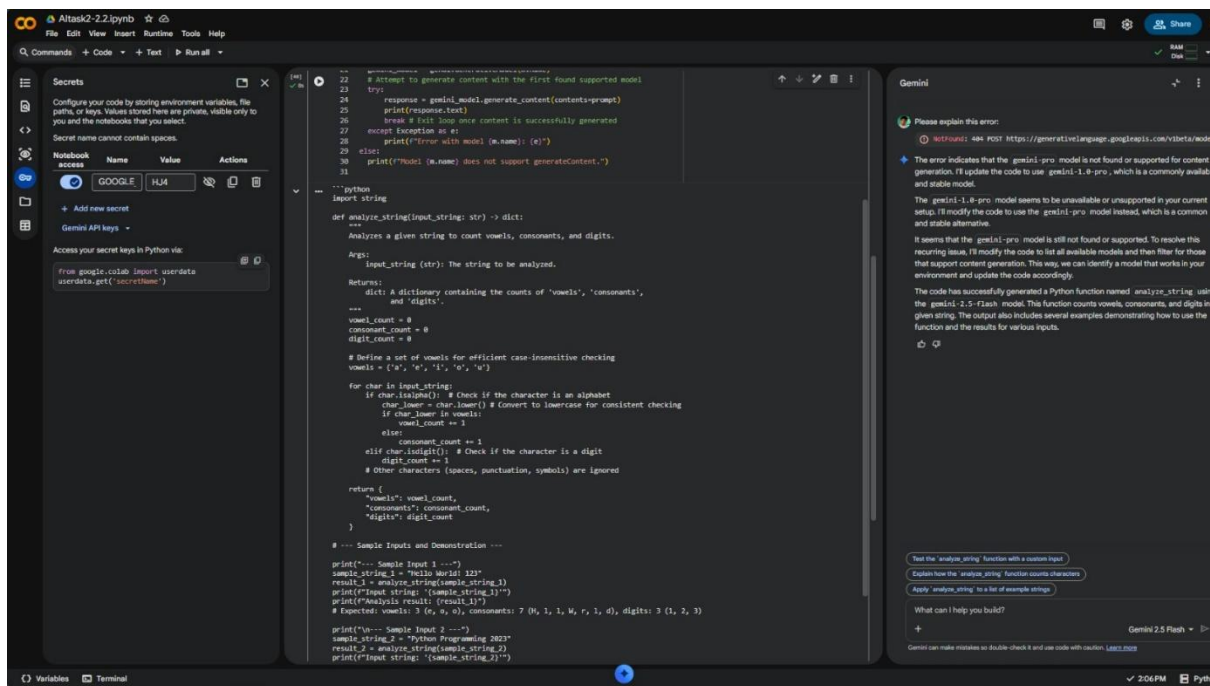 AItask2-2.2.ipynb
File Edit View Insert Runtime Tools Help
Share
Commands + Code + Text Run all
RAM
Disk
Secrets
Configure your code by storing environment variables, file
paths, or keys. Values stored here are private, visible only to
you and the notebooks that you select.
Secret name cannot contain spaces.
Notebook access Name Value Actions
GOOGLE_ HJ4
+ Add new secret
Gemini API keys
Access your secret keys in Python via:
from google.colab import userdata
userdata.get('secretName')
22 # Attempt to generate content with the first found supported model
23 try:
24 response = gemini_model.generate_content(contents=prompt)
25 print(response.text)
26 break # Exit loop once content is successfully generated
27 except Exception as e:
28 print(f"Error with model {m.name}: {e}")
29 else:
30 print(f"Model {m.name} does not support generateContent.")
31
```python
import string
def analyze_string(input_string: str) -> dict:
"""
Analyzes a given string to count vowels, consonants, and digits.
Args:
input_string (str): The string to be analyzed.
Returns:
dict: A dictionary containing the counts of 'vowels', 'consonants',
and 'digits'.
"""
vowel_count = 0
consonant_count = 0
digit_count = 0
# Define a set of vowels for efficient case-insensitive checking
vowels = {'a', 'e', 'i', 'o', 'u'}
for char in input_string:
if char.isalpha(): # Check if the character is an alphabet
char_lower = char.lower() # Convert to lowercase for consistent checking
if char_lower in vowels:
vowel_count += 1
else:
consonant_count += 1
elif char.isdigit(): # Check if the character is a digit
digit_count += 1
# Other characters (spaces, punctuation, symbols) are ignored
return {
"vowels": vowel_count,
"consonants": consonant_count,
"digits": digit_count
}
# --- Sample Inputs and Demonstration ---
print("--- Sample Input 1 ---")
sample_string_1 = "Hello World! 123"
result_1 = analyze_string(sample_string_1)
print(f"Input string: '{sample_string_1}'")
print(f"Analysis result: {result_1}")
# Expected: vowels: 3 (e, o, o), consonants: 7 (H, l, l, W, r, l, d), digits: 3 (1, 2, 3)
print("\n--- Sample Input 2 ---")
sample_string_2 = "Python Programming 2023"
result_2 = analyze_string(sample_string_2)
print(f"Input string: '{sample_string_2}'")
Gemini
Please explain this error:
NotFound: 404 POST https://generativelanguage.googleapis.com/v1beta/mode
The error indicates that the gemini-pro model is not found or supported for content
generation. I'll update the code to use gemini-1.0-pro, which is a commonly availab
and stable model.
The gemini-1.0-pro model seems to be unavailable or unsupported in your current
setup. I'll modify the code to use the gemini-pro model instead, which is a common
and stable alternative.
It seems that the gemini-pro model is still not found or supported. To resolve this
recurring issue, I'll modify the code to list all available models and then filter for those
that support content generation. This way, we can identify a model that works in your
environment and update the code accordingly.
The code has successfully generated a Python function named analyze_string usin
the gemini-2.5-flash model. This function counts vowels, consonants, and digits in
given string. The output also includes several examples demonstrating how to use the
function and the results for various inputs.
Test the `analyze_string` function with a custom input
Explain how the `analyze_string` function counts characters
Apply `analyze_string` to a list of example strings
What can I help you build?
+ Gemini 2.5 Flash
Gemini can make mistakes so double-check it and use code with caution. Learn more
Variables Terminal
2:06 PM Pyth